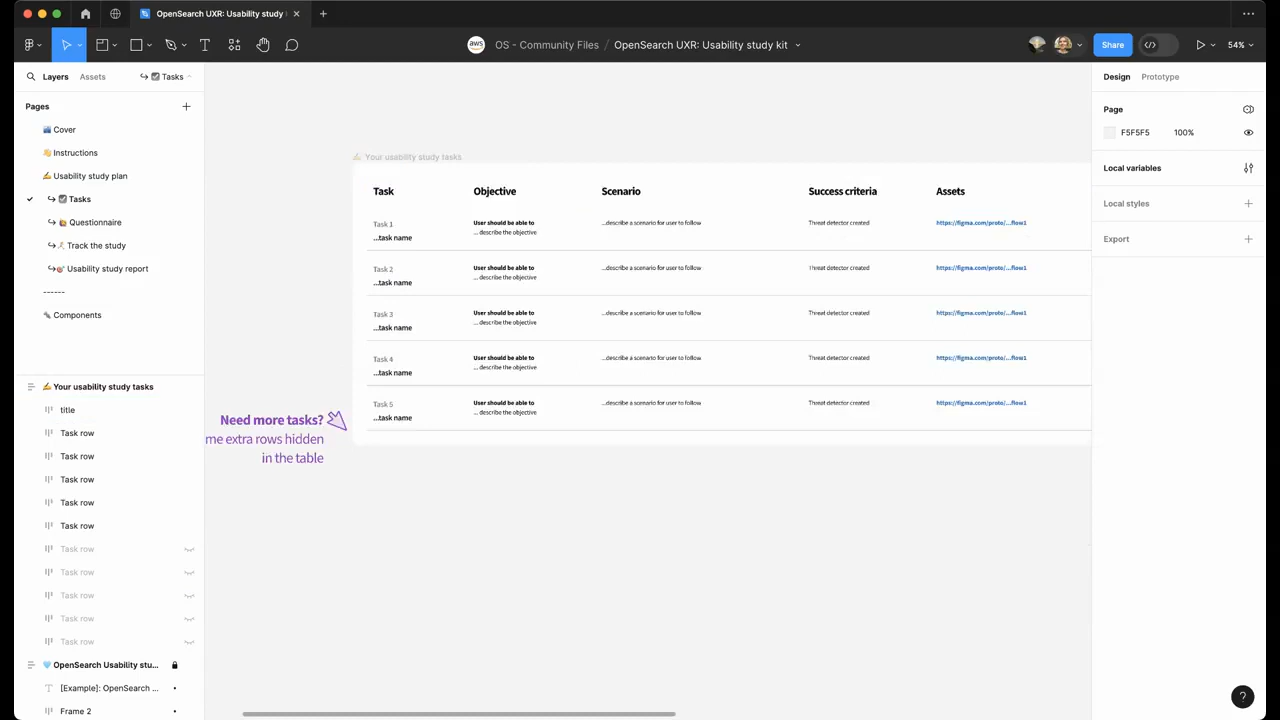 OpenSearch UXR: Usability study
OS - Community Files / OpenSearch UXR: Usability study kit
Share
54%
Layers
Assets
↪ ☑️ Tasks
Design
Prototype
Pages
🏙️ Cover
👋 Instructions
✍️ Usability study plan
↪ ☑️ Tasks
↪ 🙋 Questionnaire
↪ 🏃 Track the study
↪🎯 Usability study report
------
🔩 Components
✍️ Your usability study tasks
title
Task row
Task row
Task row
Task row
Task row
Task row
Task row
Task row
Task row
Task row
🩵 OpenSearch Usability stu...
[Example]: OpenSearch ...
Frame 2
✍️ Your usability study tasks
Task Objective Scenario Success criteria Assets
Task 1
...task name
User should be able to
... describe the objective
...describe a scenario for user to follow
Threat detector created
https://figma.com/proto/...flow1
Task 2
...task name
User should be able to
... describe the objective
...describe a scenario for user to follow
Threat detector created
https://figma.com/proto/...flow1
Task 3
...task name
User should be able to
... describe the objective
...describe a scenario for user to follow
Threat detector created
https://figma.com/proto/...flow1
Task 4
...task name
User should be able to
... describe the objective
...describe a scenario for user to follow
Threat detector created
https://figma.com/proto/...flow1
Task 5
...task name
User should be able to
... describe the objective
...describe a scenario for user to follow
Threat detector created
https://figma.com/proto/...flow1
Need more tasks?
me extra rows hidden
in the table
Page
F5F5F5 100%
Local variables
Local styles
Export
aws
?